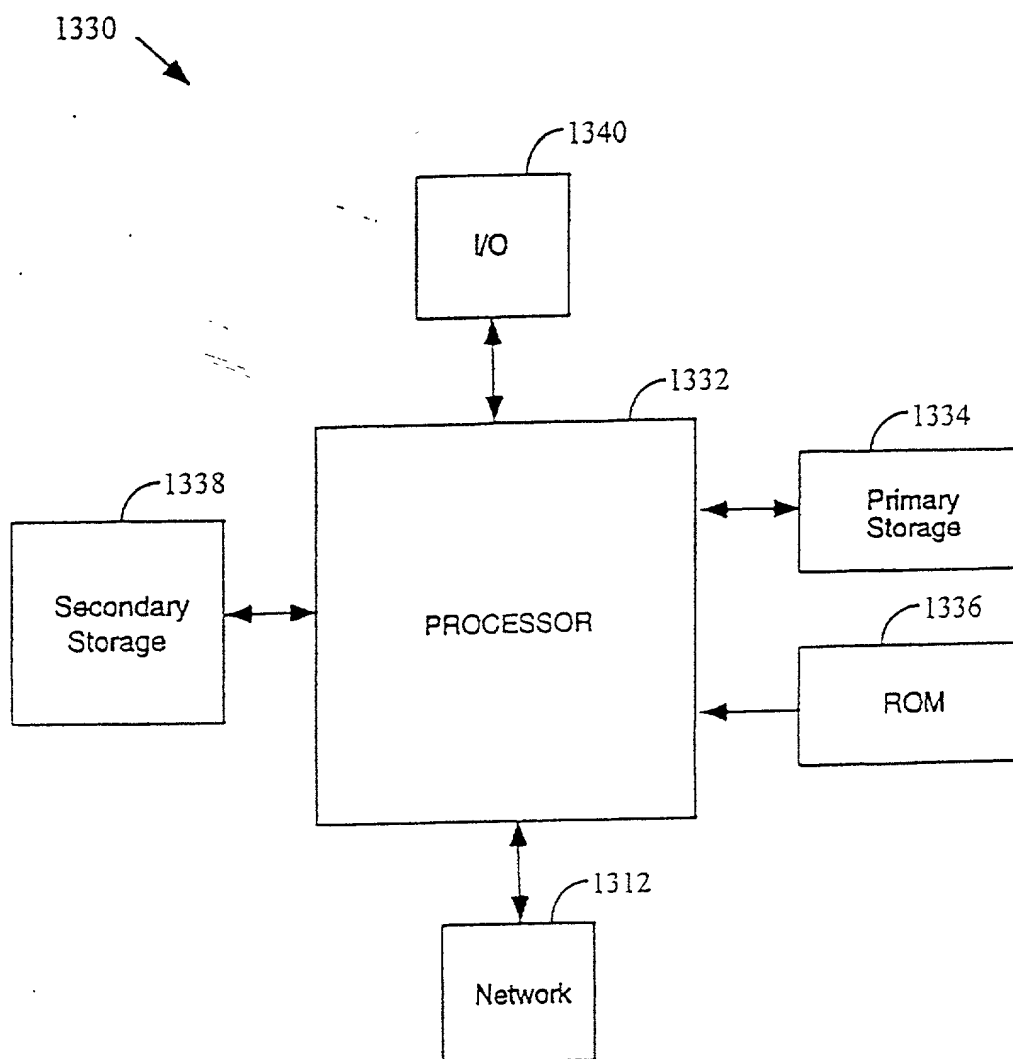 1330
1340
I/O
1332
1334
Primary
Storage
1338
Secondary
Storage
PROCESSOR
1336
ROM
1312
Network